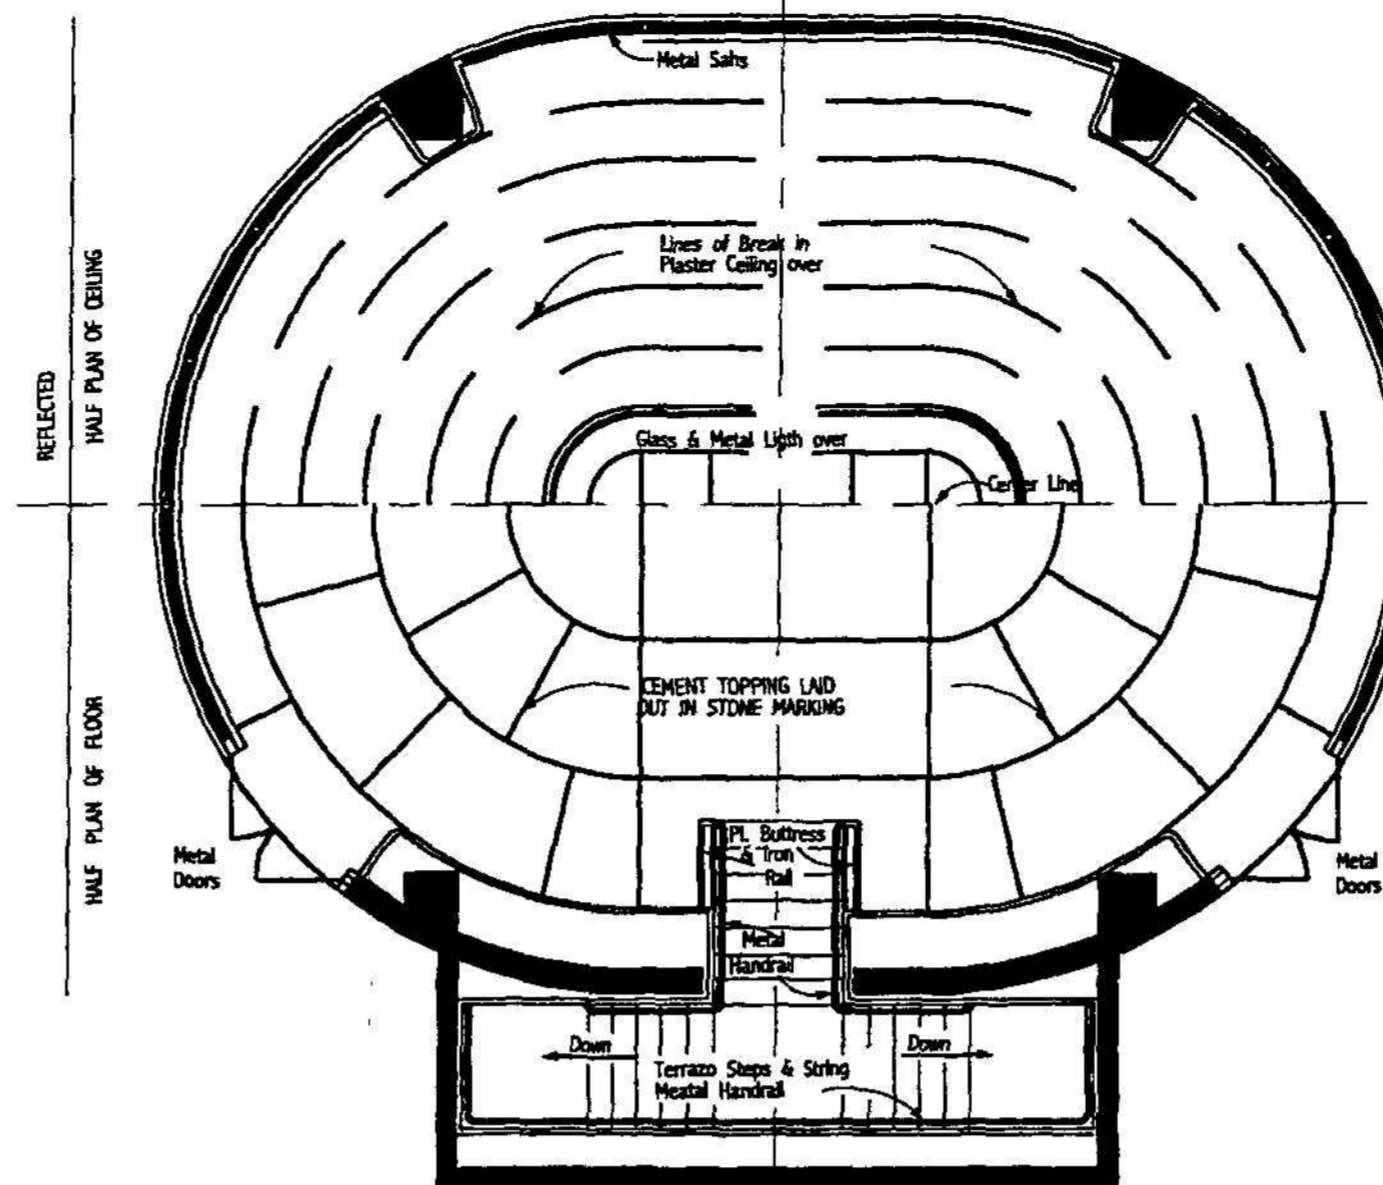 Metal Sahs
REFLECTED
HALF PLAN OF CEILING
Lines of Break in
Plaster Ceiling over
Glass & Metal Ligth over
Center Line
HALF PLAN OF FLOOR
CEMENT TOPPING LAID
OUT IN STONE MARKING
Metal
Doors
Pl. Buttress
& Iron
Rail
Metal
Doors
Metal
Handrail
Down
Down
Terrazo Steps & String
Meatal Handrail